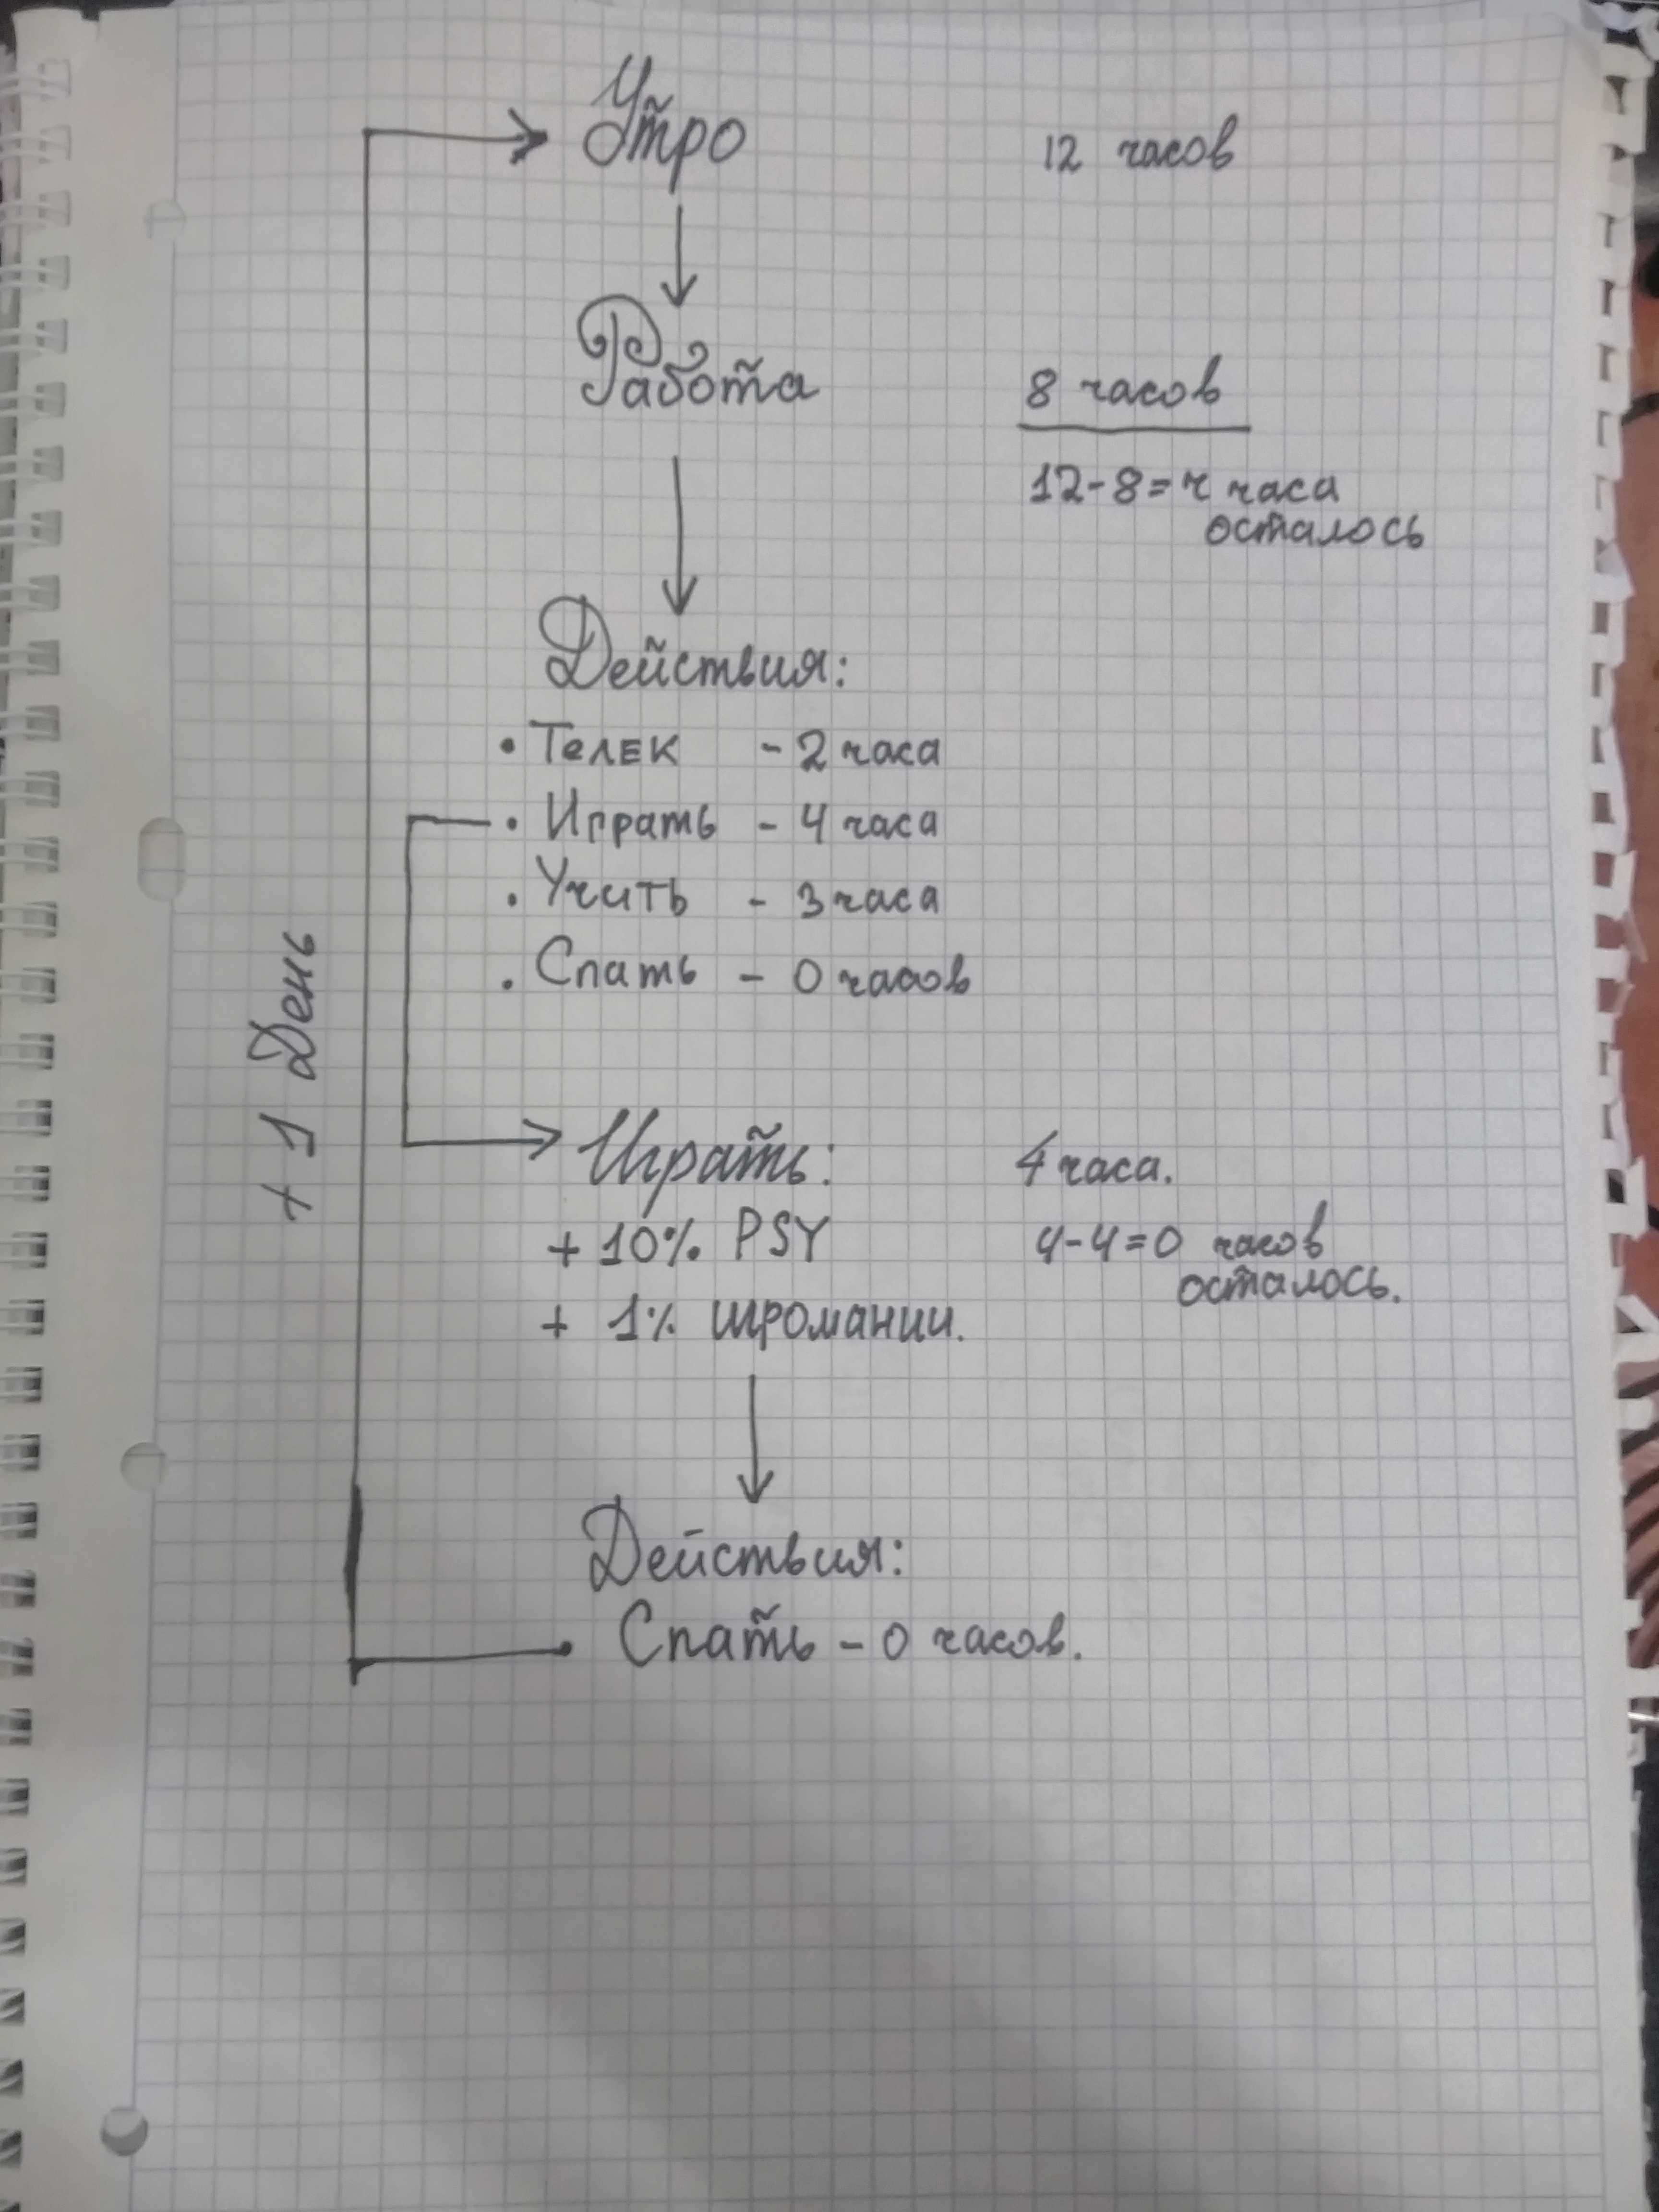 Утро 12 часов
Работа 8 часов
12-8=4 часа
осталось
Действия:
• Телек - 2 часа
• Играть - 4 часа
• Учить - 3 часа
• Спать - 0 часов
+ 1 День
Играть: 4 часа.
+ 10% PSY 4-4=0 часов
осталось.
+ 1% игромании.
Действия:
• Спать - 0 часов.